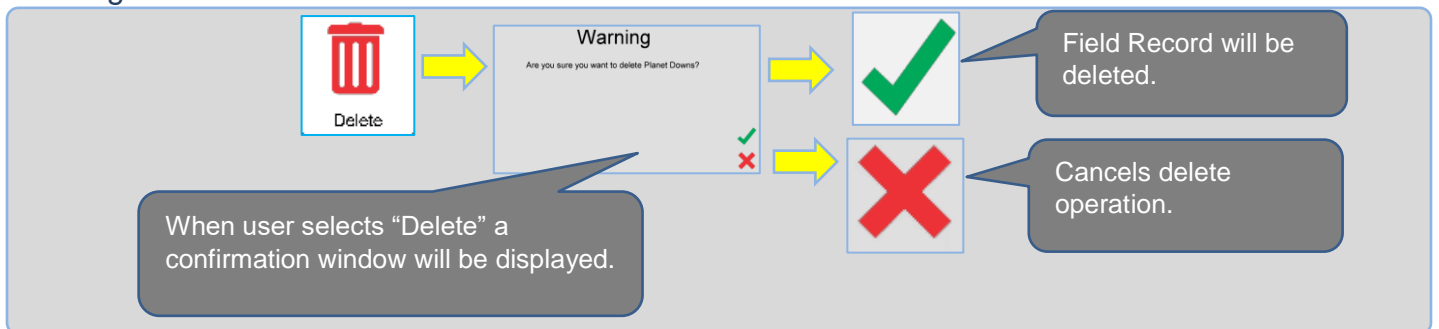 Warning
Are you sure you want to delete Planet Downs?
Delete
Field Record will be
deleted.
Cancels delete
operation.
When user selects “Delete” a
confirmation window will be displayed.